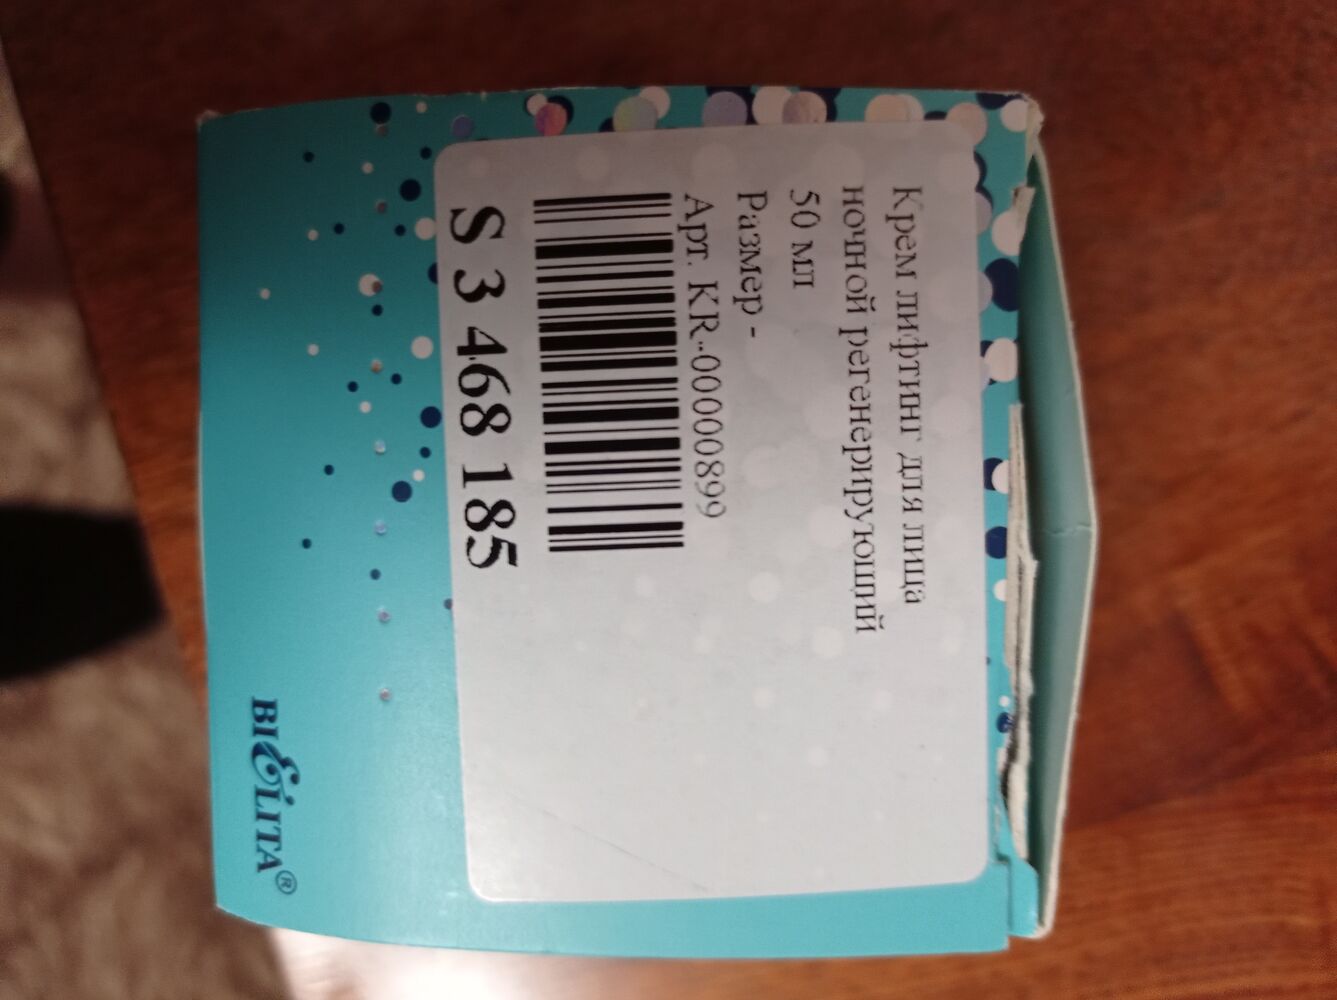 Крем лифтинг для лица
ночной регенерирующий
50 мл
Размер -
Арт. KR-00000899
S 3 468 185
BIELITA®